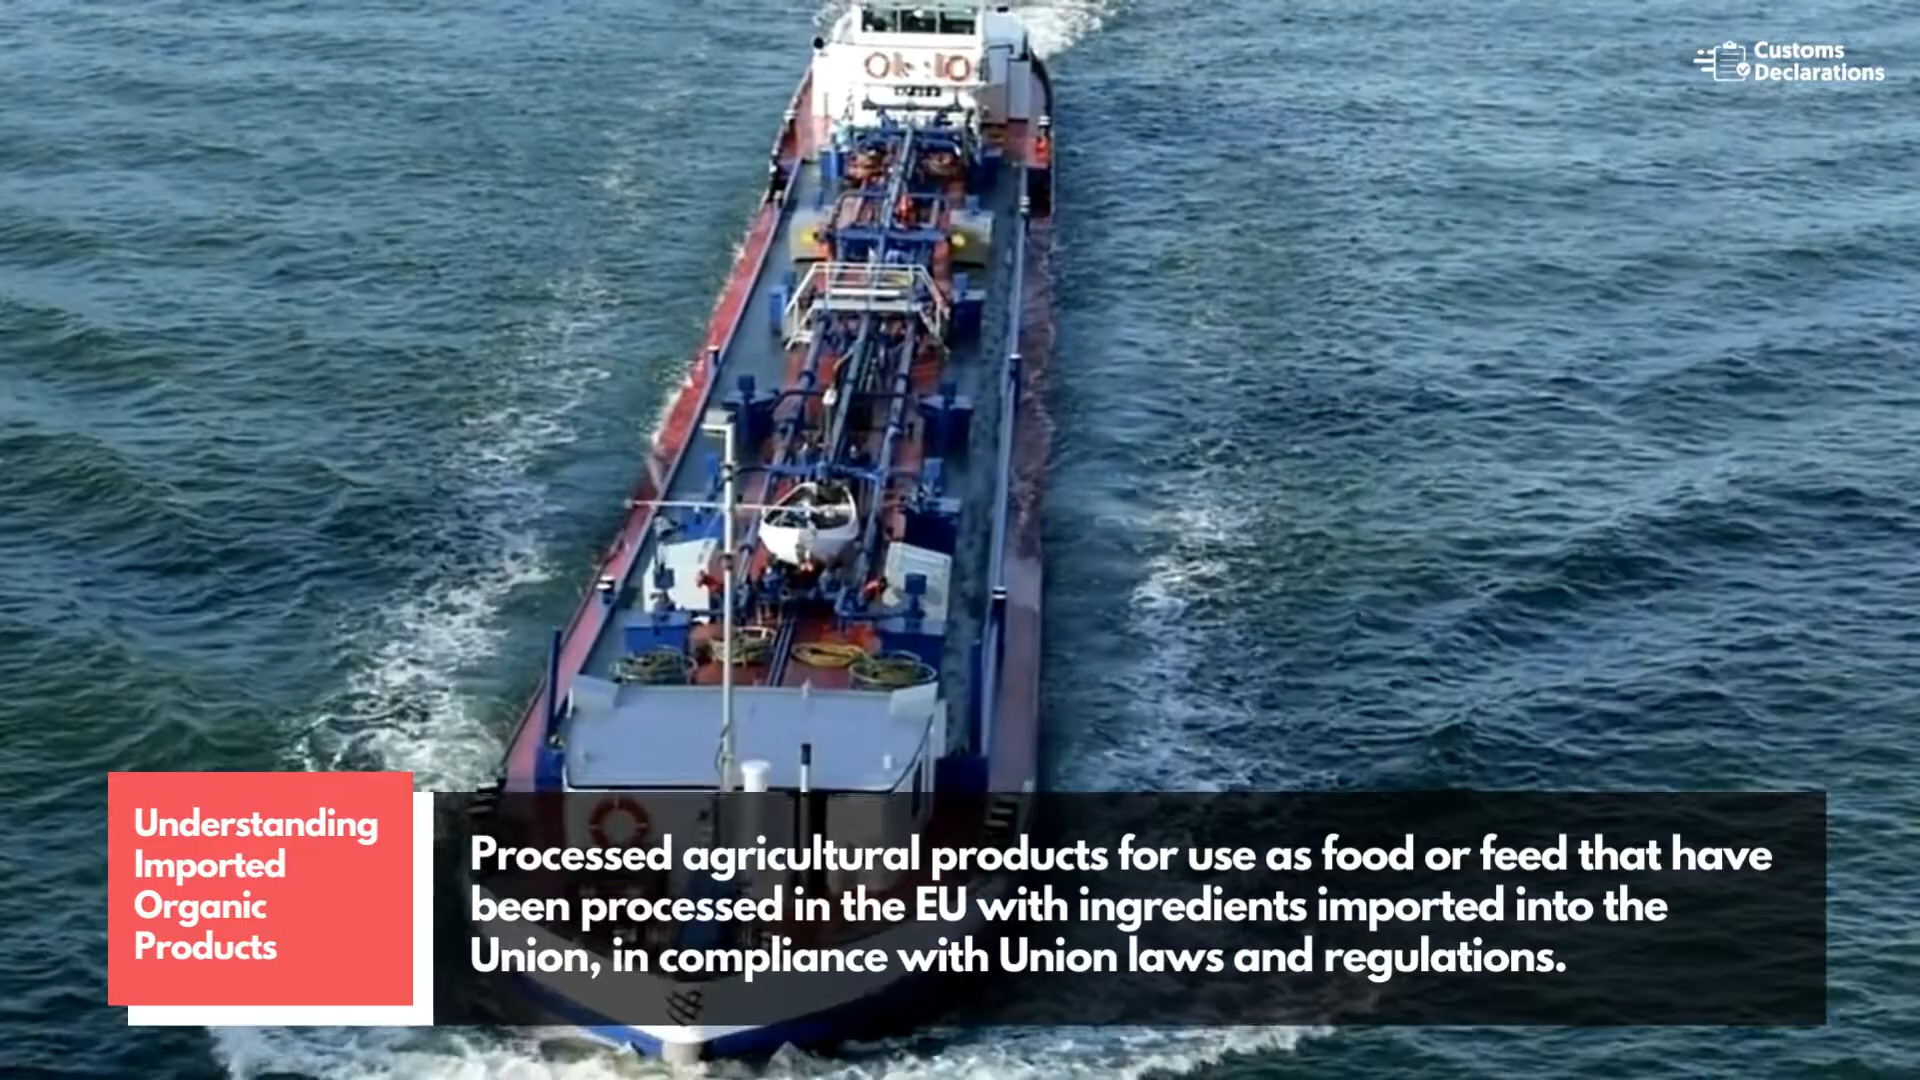 Customs
Declarations
Understanding
Imported
Organic
Products
Processed agricultural products for use as food or feed that have
been processed in the EU with ingredients imported into the
Union, in compliance with Union laws and regulations.